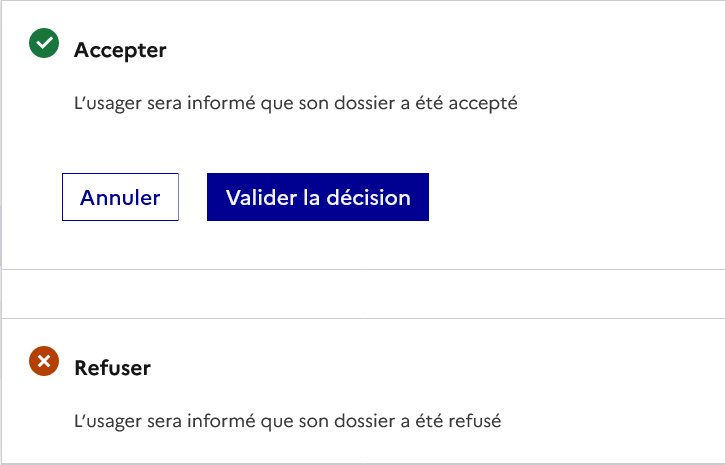 Accepter
L’usager sera informé que son dossier a été accepté
Annuler
Valider la décision
Refuser
L’usager sera informé que son dossier a été refusé